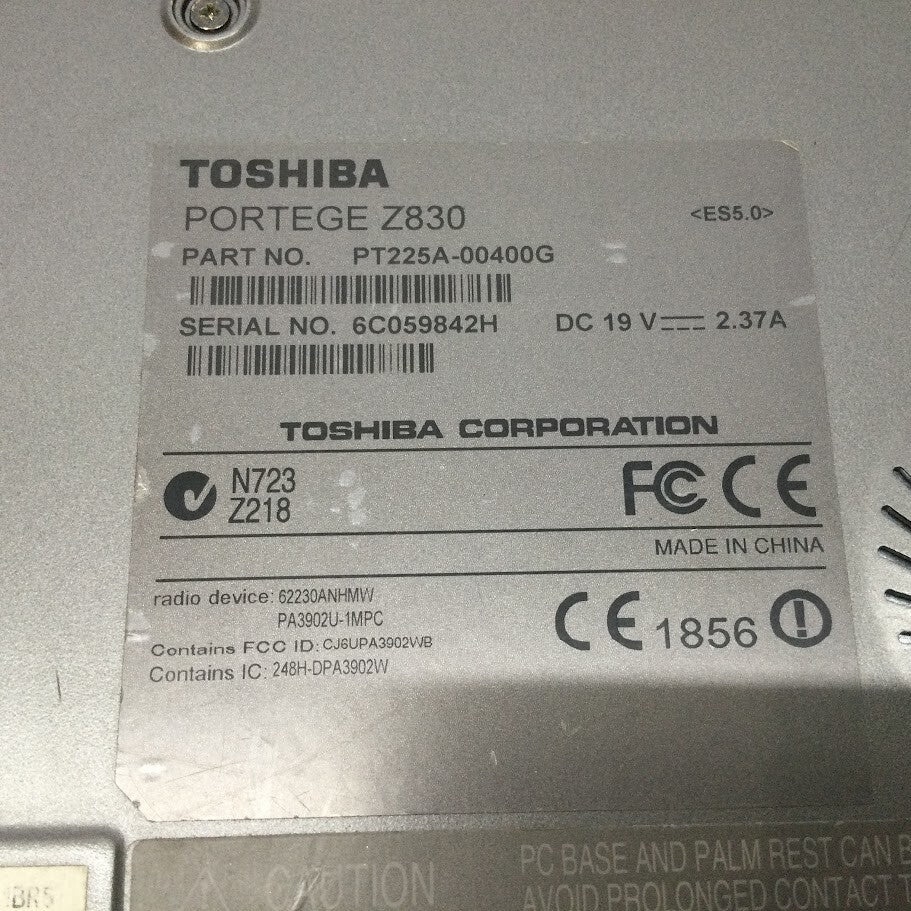 TOSHIBA
PORTEGE Z830 <ES5.0>
PART NO. PT225A-00400G
SERIAL NO. 6C059842H DC 19 V 2.37A
TOSHIBA CORPORATION
N723
Z218
FC CE
MADE IN CHINA
radio device: 62230ANHMW
PA3902U-1MPC
CE 1856
Contains FCC ID: CJ6UPA3902WB
Contains IC: 248H-DPA3902W
CAUTION
PC BASE AND PALM REST CAN
AVOID PROLONGED CONTACT